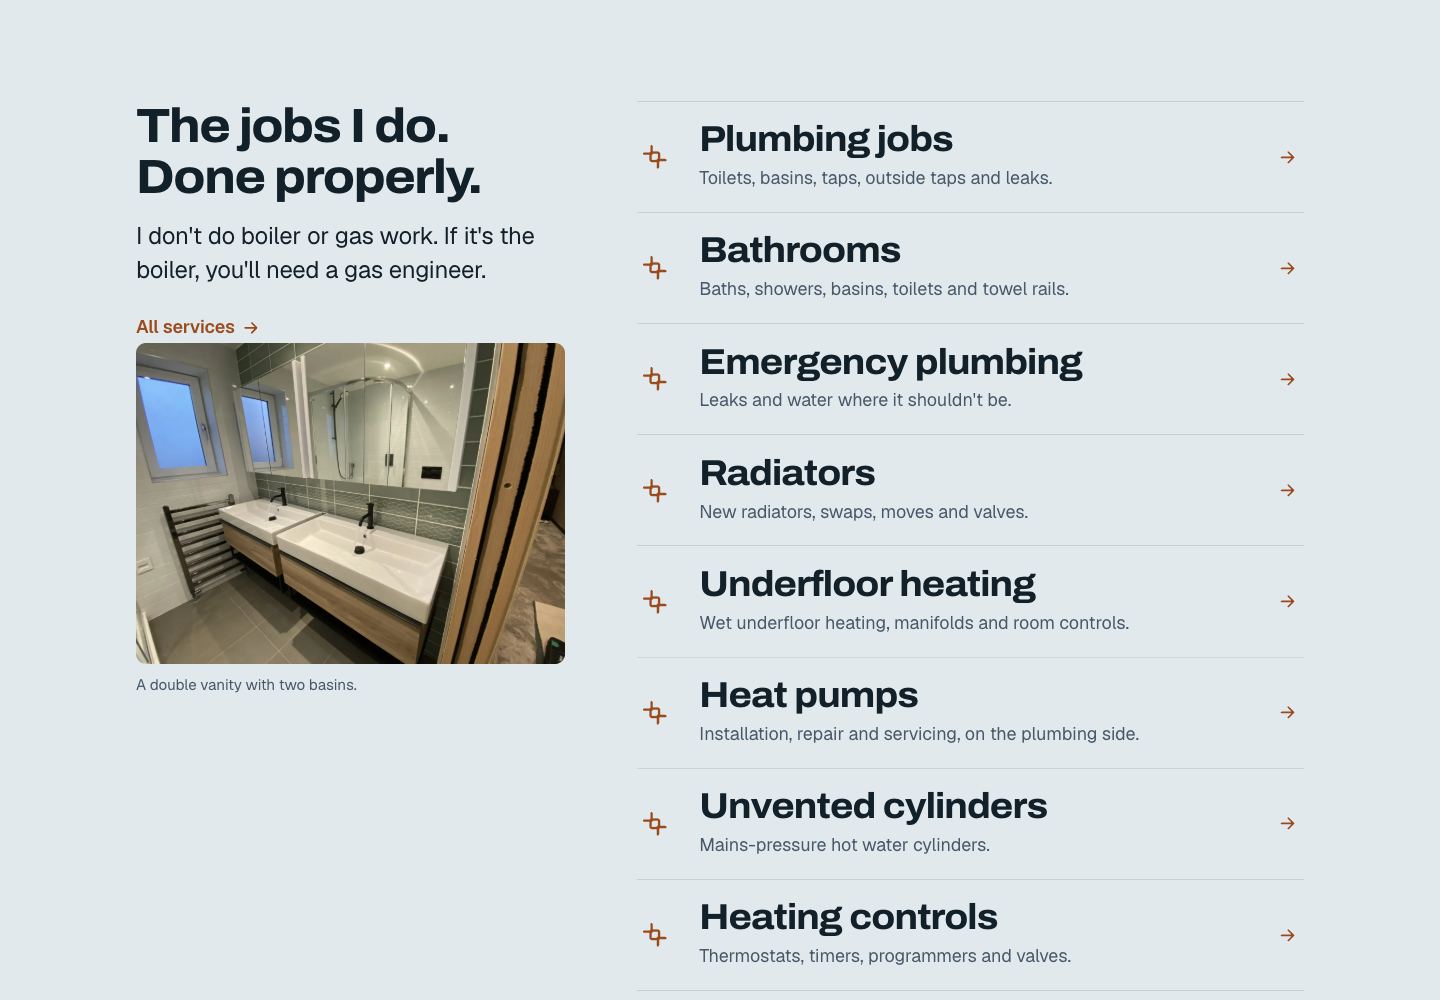 The jobs I do.
Done properly.
I don't do boiler or gas work. If it's the
boiler, you'll need a gas engineer.
All services →
A double vanity with two basins.
Plumbing jobs
Toilets, basins, taps, outside taps and leaks.
Bathrooms
Baths, showers, basins, toilets and towel rails.
Emergency plumbing
Leaks and water where it shouldn't be.
Radiators
New radiators, swaps, moves and valves.
Underfloor heating
Wet underfloor heating, manifolds and room controls.
Heat pumps
Installation, repair and servicing, on the plumbing side.
Unvented cylinders
Mains-pressure hot water cylinders.
Heating controls
Thermostats, timers, programmers and valves.